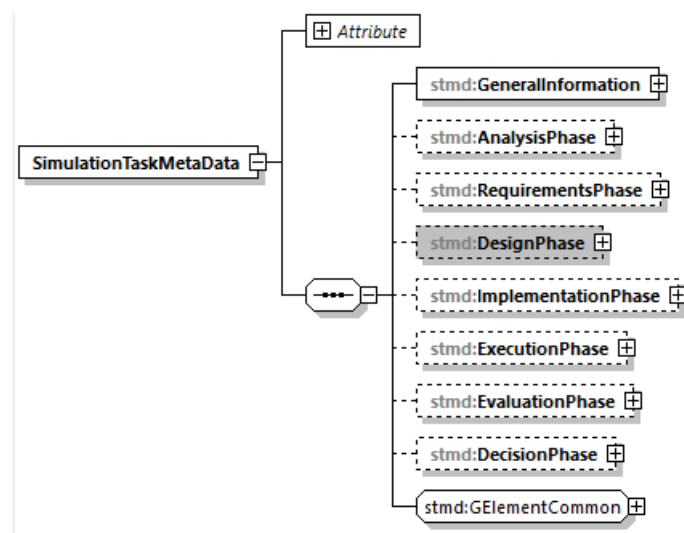 Attribute
stmd:GeneralInformation
stmd:AnalysisPhase
SimulationTaskMetaData
stmd:RequirementsPhase
stmd:DesignPhase
stmd:ImplementationPhase
stmd:ExecutionPhase
stmd:EvaluationPhase
stmd:DecisionPhase
stmd:GElementCommon